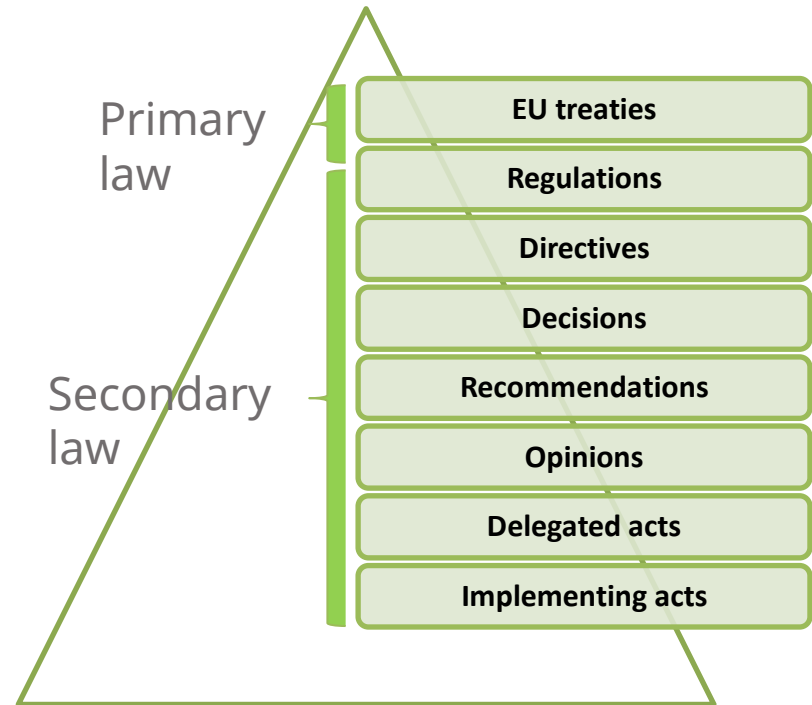 Primary
law
EU treaties
Regulations
Directives
Decisions
Secondary
law
Recommendations
Opinions
Delegated acts
Implementing acts